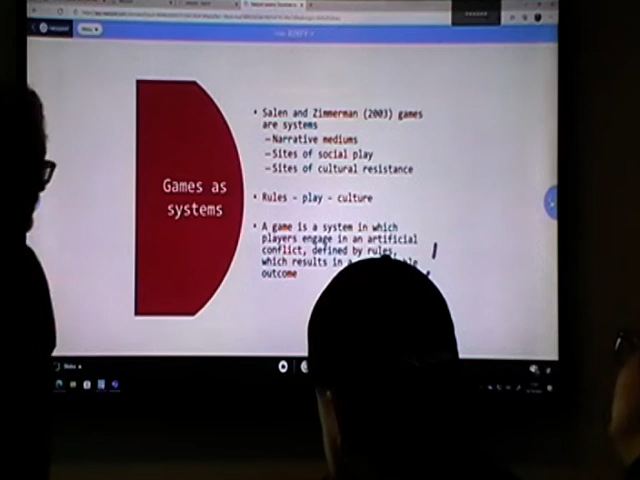 Games as
systems
• Salen and Zimmerman (2003) games
are systems
–Narrative mediums
–Sites of social play
–Sites of cultural resistance
• Rules - play - culture
• A game is a system in which
players engage in an artificial
conflict, defined by rules,
which results in a
outcome